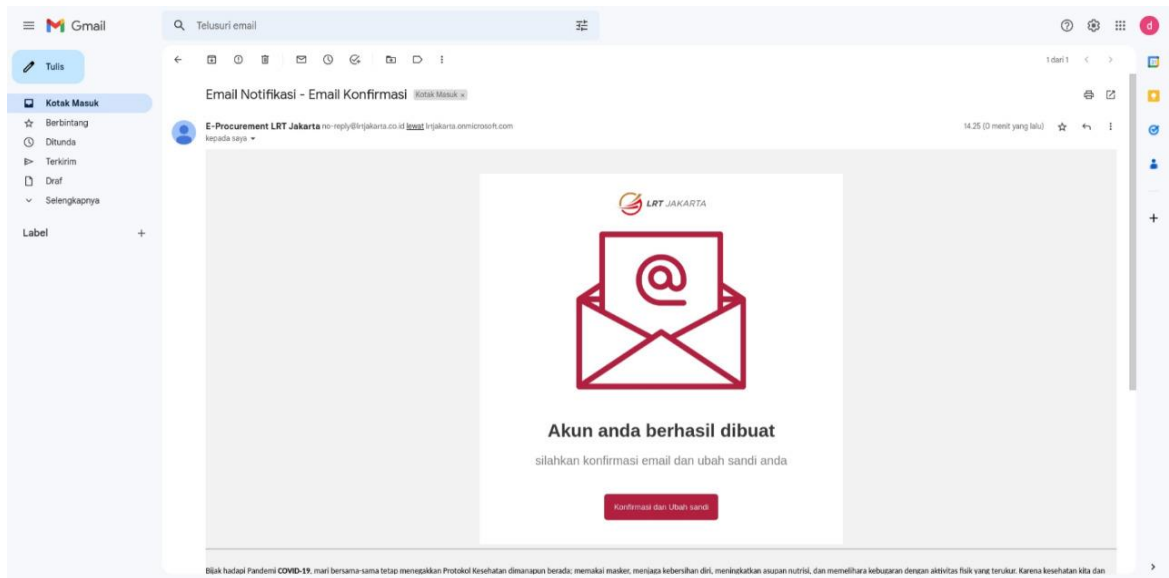 Gmail
Telusuri email
d
Tulis
1 dari 1
Kotak Masuk
Berbintang
Ditunda
Terkirim
Draf
Selengkapnya
Label
Email Notifikasi - Email Konfirmasi Kotak Masuk x
E-Procurement LRT Jakarta no-reply@lrtjakarta.co.id lewat lrtjakarta.onmicrosoft.com
14.25 (0 menit yang lalu)
kepada saya
LRT JAKARTA
Akun anda berhasil dibuat
silahkan konfirmasi email dan ubah sandi anda
Konfirmasi dan Ubah sandi
Bijak hadapi Pandemi COVID-19, mari bersama-sama tetap menegakkan Protokol Kesehatan dimanapun berada; memakai masker, menjaga kebersihan diri, meningkatkan asupan nutrisi, dan memelihara kebugaran dengan aktivitas fisik yang terukur. Karena kesehatan kita dan